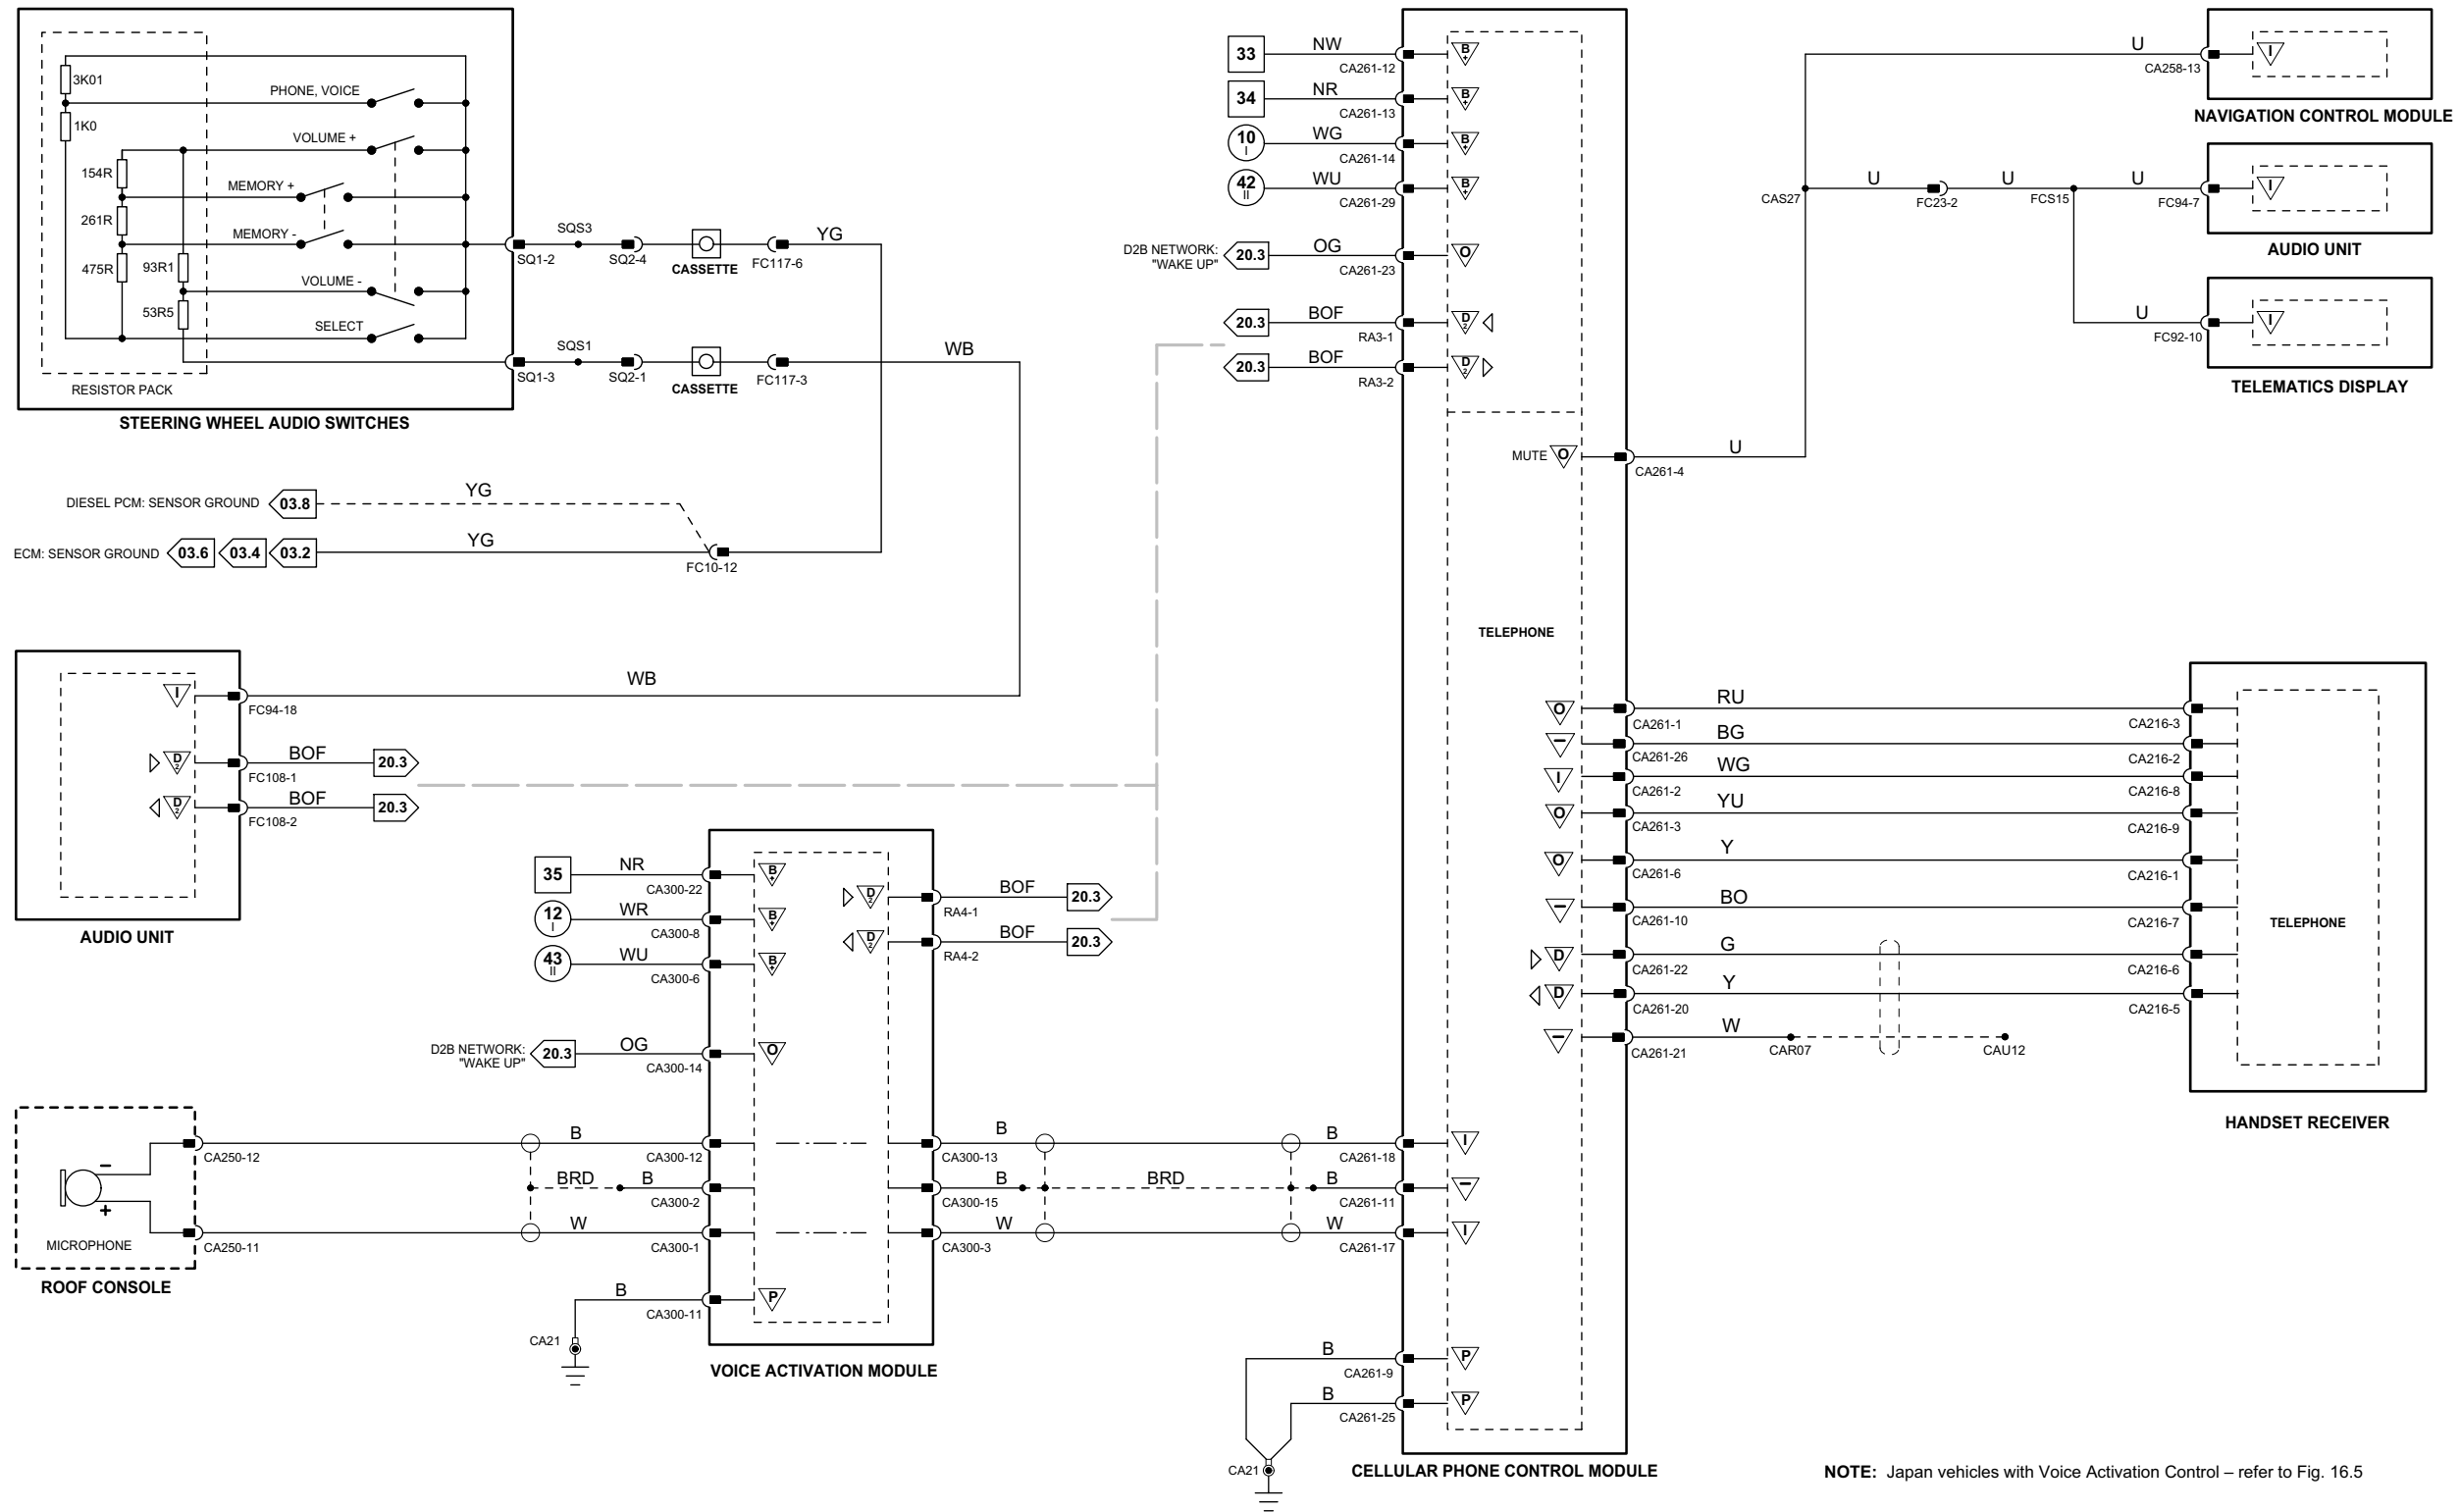 3K01
1K0
154R
261R
475R
93R1
53R5
PHONE, VOICE
VOLUME +
MEMORY +
MEMORY -
VOLUME -
SELECT
RESISTOR PACK
STEERING WHEEL AUDIO SWITCHES
SQ1-2
SQS3
SQ2-4
CASSETTE
FC117-6
YG
SQ1-3
SQS1
SQ2-1
CASSETTE
FC117-3
WB
DIESEL PCM: SENSOR GROUND
03.8
YG
ECM: SENSOR GROUND
03.6
03.4
03.2
YG
FC10-12
I
FC94-18
WB
D2
FC108-1
BOF
20.3
D2
FC108-2
BOF
20.3
AUDIO UNIT
35
NR
CA300-22
B+
12
I
WR
CA300-8
B+
43
II
WU
CA300-6
B+
D2B NETWORK:
"WAKE UP"
20.3
OG
CA300-14
O
D2
RA4-1
BOF
20.3
D2
RA4-2
BOF
20.3
–
+
MICROPHONE
ROOF CONSOLE
CA250-12
B
CA300-12
BRD
B
CA300-2
CA250-11
W
CA300-1
B
CA300-11
P
CA21
VOICE ACTIVATION MODULE
CA300-13
B
B
CA261-18
I
CA300-15
B
BRD
B
CA261-11
–
CA300-3
W
W
CA261-17
I
33
NW
CA261-12
B+
34
NR
CA261-13
B+
10
I
WG
CA261-14
B+
42
II
WU
CA261-29
B+
D2B NETWORK:
"WAKE UP"
20.3
OG
CA261-23
O
20.3
BOF
RA3-1
D2
20.3
BOF
RA3-2
D2
MUTE
O
CA261-4
U
TELEPHONE
B
CA261-9
P
B
CA261-25
P
CA21
CELLULAR PHONE CONTROL MODULE
U
CA258-13
I
NAVIGATION CONTROL MODULE
CAS27
U
FC23-2
U
FCS15
U
FC94-7
I
AUDIO UNIT
U
FC92-10
I
TELEMATICS DISPLAY
O
CA261-1
RU
CA216-3
–
CA261-26
BG
CA216-2
I
CA261-2
WG
CA216-8
O
CA261-3
YU
CA216-9
O
CA261-6
Y
CA216-1
–
CA261-10
BO
CA216-7
D
CA261-22
G
CA216-6
D
CA261-20
Y
CA216-5
–
CA261-21
W
CAR07
CAU12
TELEPHONE
HANDSET RECEIVER
NOTE: Japan vehicles with Voice Activation Control – refer to Fig. 16.5